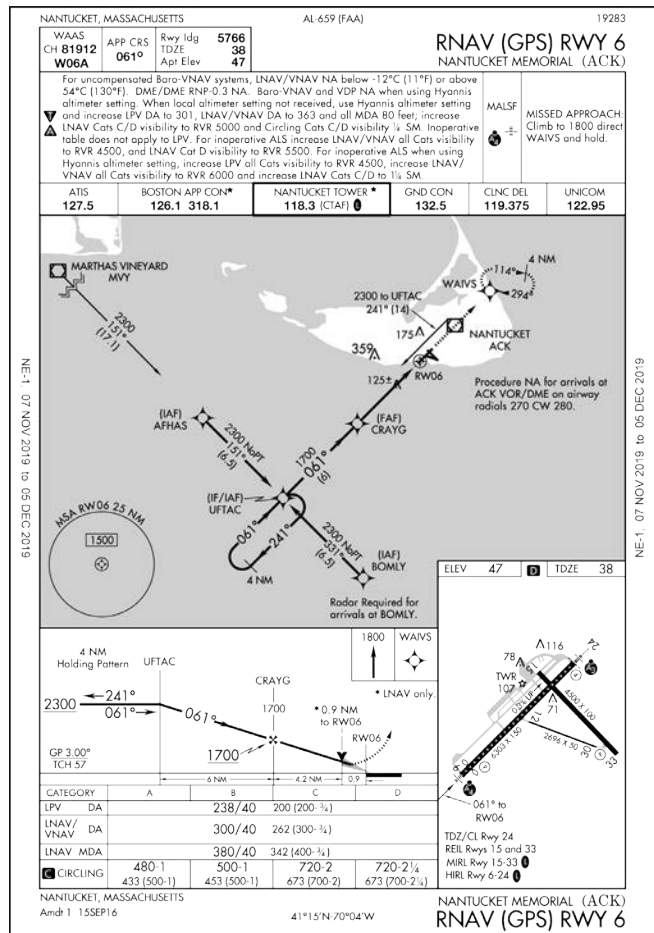 NANTUCKET, MASSACHUSETTS
AL-659 (FAA)
19283
WAAS
CH 81912
W06A
APP CRS
061°
Rwy ldg 5766
TDZE 38
Apt Elev 47
RNAV (GPS) RWY 6
NANTUCKET MEMORIAL (ACK)
For uncompensated Baro-VNAV systems, LNAV/VNAV NA below -12°C (11°F) or above
54°C (130°F). DME/DME RNP-0.3 NA. Baro-VNAV and VDP NA when using Hyannis
altimeter setting. When local altimeter setting not received, use Hyannis altimeter setting
and increase LPV DA to 301, LNAV/VNAV DA to 363 and all MDA 80 feet; increase
LNAV Cats C/D visibility to RVR 5000 and Circling Cats C/D visibility ¼ SM. Inoperative
table does not apply to LPV. For inoperative ALS increase LNAV/VNAV all Cats visibility
to RVR 4500, and LNAV Cat D visibility to RVR 5500. For inoperative ALS when using
Hyannis altimeter setting, increase LPV all Cats visibility to RVR 4500, increase LNAV/
VNAV all Cats visibility to RVR 6000 and increase LNAV Cats C/D to 1¼ SM.
T
A
MALSF
MISSED APPROACH:
Climb to 1800 direct
WAIVS and hold.
ATIS
127.5
BOSTON APP CON*
126.1 318.1
NANTUCKET TOWER *
118.3 (CTAF) L
GND CON
132.5
CLNC DEL
119.375
UNICOM
122.95
MARTHAS VINEYARD
MVY
2300
151°
(17.1)
WAIVS
114°
4 NM
294°
2300 to UFTAC
241° (14)
175
NANTUCKET
ACK
359
125±
RW06
Procedure NA for arrivals at
ACK VOR/DME on airway
radials 270 CW 280.
(IAF)
AFHAS
2300 NoPT
151°
(6.5)
(FAF)
CRAYG
1700
061°
(6)
(IF/IAF)
UFTAC
061°
241°
4 NM
2300 NoPT
331°
(6.5)
(IAF)
BOMLY
Radar Required for
arrivals at BOMLY.
MSA RW06 25 NM
1500
NE-1, 07 NOV 2019 to 05 DEC 2019
NE-1, 07 NOV 2019 to 05 DEC 2019
ELEV 47
D
TDZE 38
116
78
TWR
107
71
24
15
0.3% UP
4500 X 100
6303 X 150
12
2696 X 50
30
33
6
061° to
RW06
TDZ/CL Rwy 24
REIL Rwys 15 and 33
MIRL Rwy 15-33 L
HIRL Rwy 6-24 L
4 NM
Holding Pattern
UFTAC
1800
WAIVS
2300
241°
061°
061°
CRAYG
1700
1700
* LNAV only.
* 0.9 NM
to RW06
RW06
GP 3.00°
TCH 57
6 NM
4.2 NM
0.9
CATEGORY A B C D
LPV DA 238/40 200 (200-¾)
LNAV/
VNAV DA 300/40 262 (300-¾)
LNAV MDA 380/40 342 (400-¾)
C CIRCLING
480-1
433 (500-1)
500-1
453 (500-1)
720-2
673 (700-2)
720-2¼
673 (700-2¼)
NANTUCKET, MASSACHUSETTS
Amdt 1 15SEP16
41°15'N-70°04'W
NANTUCKET MEMORIAL (ACK)
RNAV (GPS) RWY 6